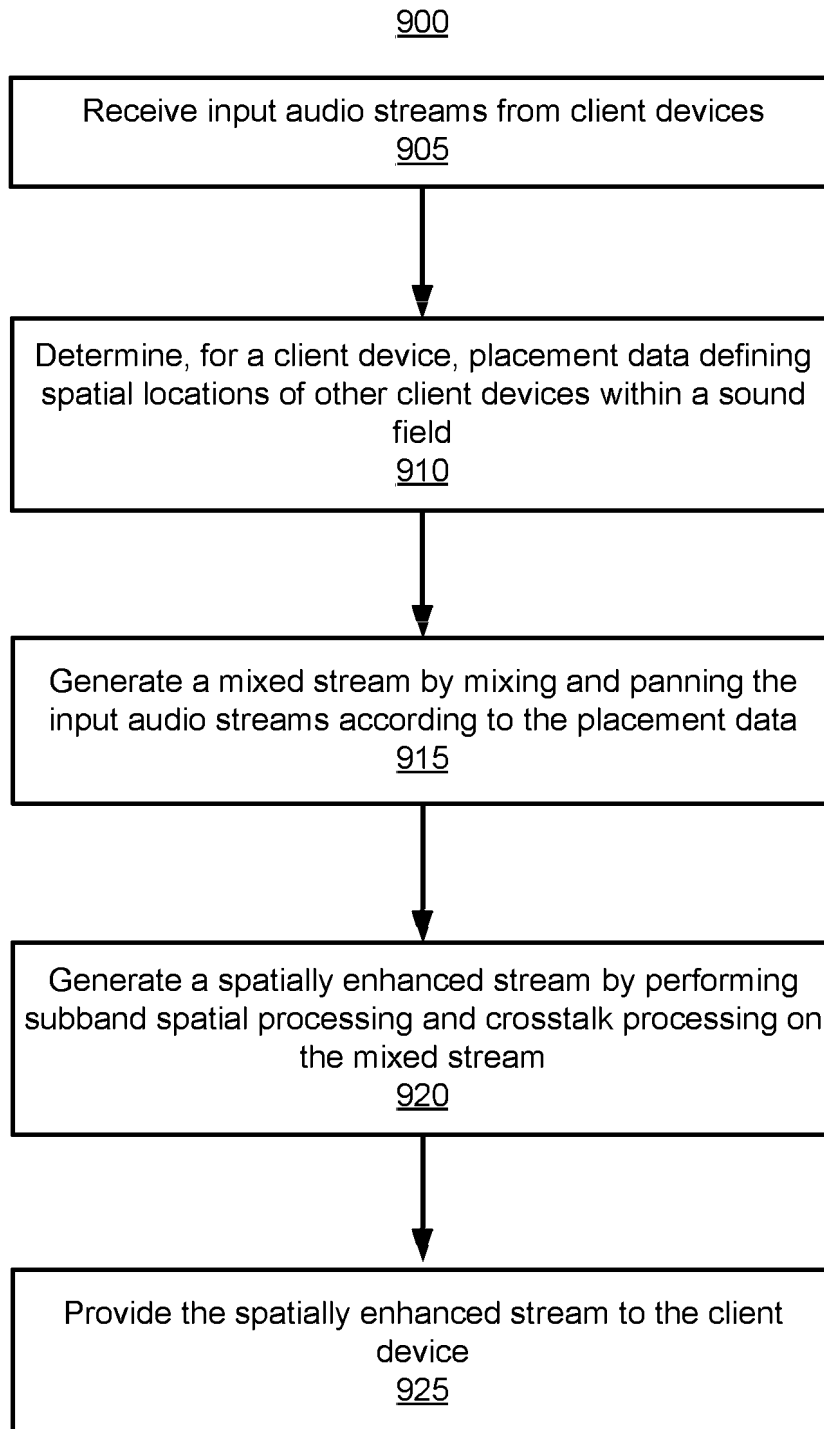 900
Receive input audio streams from client devices
905
Determine, for a client device, placement data defining
spatial locations of other client devices within a sound
field
910
Generate a mixed stream by mixing and panning the
input audio streams according to the placement data
915
Generate a spatially enhanced stream by performing
subband spatial processing and crosstalk processing on
the mixed stream
920
Provide the spatially enhanced stream to the client
device
925